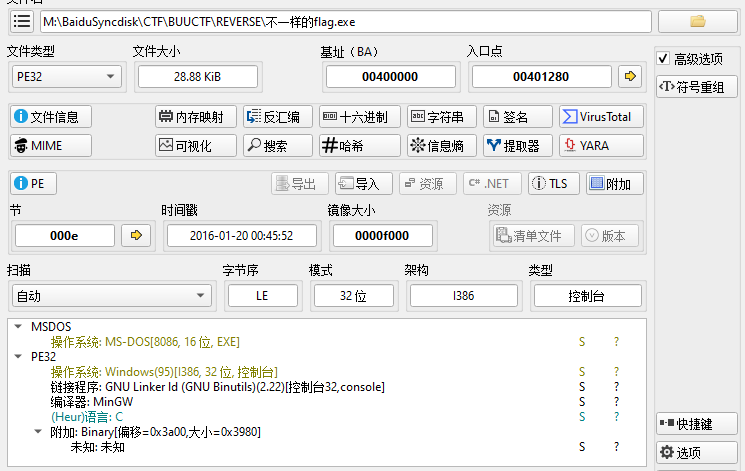 M:\BaiduSyncdisk\CTF\BUUCTF\REVERSE\不一样的flag.exe
文件类型 文件大小 基址（BA） 入口点 高级选项
PE32 28.88 KiB 00400000 00401280
符号重组
文件信息 内存映射 反汇编 十六进制 字符串 签名 VirusTotal
MIME 可视化 搜索 哈希 信息熵 提取器 YARA
PE 导出 导入 资源 C# .NET TLS 附加
节 时间戳 镜像大小 资源
000e 2016-01-20 00:45:52 0000f000 清单文件 版本
扫描 字节序 模式 架构 类型
自动 LE 32 位 I386 控制台
MSDOS
操作系统: MS-DOS[8086, 16 位, EXE] S ?
PE32
操作系统: Windows(95)[I386, 32 位, 控制台] S ?
链接程序: GNU Linker ld (GNU Binutils)(2.22)[控制台32,console] S ?
编译器: MinGW S ?
(Heur)语言: C S ?
附加: Binary[偏移=0x3a00,大小=0x3980]
未知: 未知 S ?
快捷键
选项